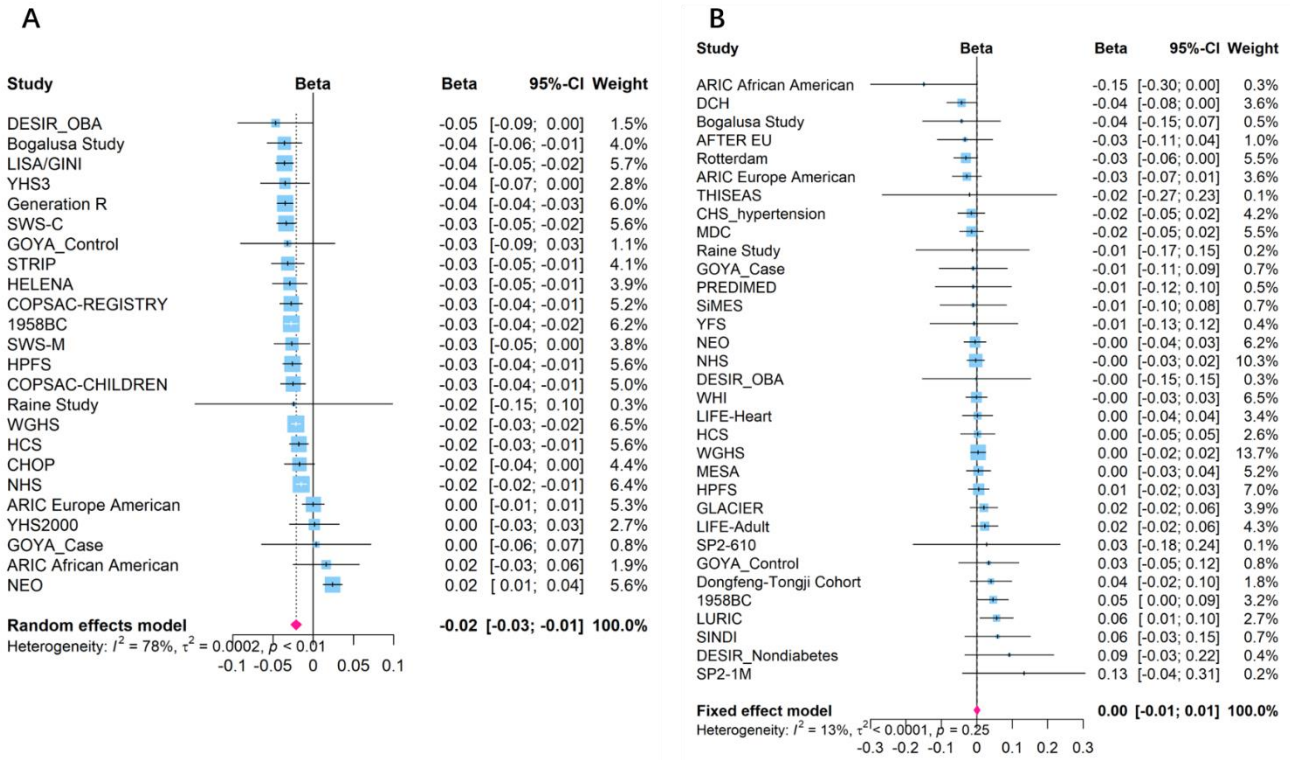 A
Study Beta Beta 95%-CI Weight
DESIR_OBA -0.05 [-0.09; 0.00] 1.5%
Bogalusa Study -0.04 [-0.06; -0.01] 4.0%
LISA/GINI -0.04 [-0.05; -0.02] 5.7%
YHS3 -0.04 [-0.07; 0.00] 2.8%
Generation R -0.04 [-0.04; -0.03] 6.0%
SWS-C -0.03 [-0.05; -0.02] 5.6%
GOYA_Control -0.03 [-0.09; 0.03] 1.1%
STRIP -0.03 [-0.05; -0.01] 4.1%
HELENA -0.03 [-0.05; -0.01] 3.9%
COPSAC-REGISTRY -0.03 [-0.04; -0.01] 5.2%
1958BC -0.03 [-0.04; -0.02] 6.2%
SWS-M -0.03 [-0.05; 0.00] 3.8%
HPFS -0.03 [-0.04; -0.01] 5.6%
COPSAC-CHILDREN -0.03 [-0.04; -0.01] 5.0%
Raine Study -0.02 [-0.15; 0.10] 0.3%
WGHS -0.02 [-0.03; -0.02] 6.5%
HCS -0.02 [-0.03; -0.01] 5.6%
CHOP -0.02 [-0.04; 0.00] 4.4%
NHS -0.02 [-0.02; -0.01] 6.4%
ARIC Europe American 0.00 [-0.01; 0.01] 5.3%
YHS2000 0.00 [-0.03; 0.03] 2.7%
GOYA_Case 0.00 [-0.06; 0.07] 0.8%
ARIC African American 0.02 [-0.03; 0.06] 1.9%
NEO 0.02 [ 0.01; 0.04] 5.6%
Random effects model -0.02 [-0.03; -0.01] 100.0%
Heterogeneity: I² = 78%, τ² = 0.0002, p < 0.01
-0.1 -0.05 0 0.05 0.1
B
Study Beta Beta 95%-CI Weight
ARIC African American -0.15 [-0.30; 0.00] 0.3%
DCH -0.04 [-0.08; 0.00] 3.6%
Bogalusa Study -0.04 [-0.15; 0.07] 0.5%
AFTER EU -0.03 [-0.11; 0.04] 1.0%
Rotterdam -0.03 [-0.06; 0.00] 5.5%
ARIC Europe American -0.03 [-0.07; 0.01] 3.6%
THISEAS -0.02 [-0.27; 0.23] 0.1%
CHS_hypertension -0.02 [-0.05; 0.02] 4.2%
MDC -0.02 [-0.05; 0.02] 5.5%
Raine Study -0.01 [-0.17; 0.15] 0.2%
GOYA_Case -0.01 [-0.11; 0.09] 0.7%
PREDIMED -0.01 [-0.12; 0.10] 0.5%
SiMES -0.01 [-0.10; 0.08] 0.7%
YFS -0.01 [-0.13; 0.12] 0.4%
NEO -0.00 [-0.04; 0.03] 6.2%
NHS -0.00 [-0.03; 0.02] 10.3%
DESIR_OBA -0.00 [-0.15; 0.15] 0.3%
WHI -0.00 [-0.03; 0.03] 6.5%
LIFE-Heart 0.00 [-0.04; 0.04] 3.4%
HCS 0.00 [-0.05; 0.05] 2.6%
WGHS 0.00 [-0.02; 0.02] 13.7%
MESA 0.00 [-0.03; 0.04] 5.2%
HPFS 0.01 [-0.02; 0.03] 7.0%
GLACIER 0.02 [-0.02; 0.06] 3.9%
LIFE-Adult 0.02 [-0.02; 0.06] 4.3%
SP2-610 0.03 [-0.18; 0.24] 0.1%
GOYA_Control 0.03 [-0.05; 0.12] 0.8%
Dongfeng-Tongji Cohort 0.04 [-0.02; 0.10] 1.8%
1958BC 0.05 [ 0.00; 0.09] 3.2%
LURIC 0.06 [ 0.01; 0.10] 2.7%
SINDI 0.06 [-0.03; 0.15] 0.7%
DESIR_Nondiabetes 0.09 [-0.03; 0.22] 0.4%
SP2-1M 0.13 [-0.04; 0.31] 0.2%
Fixed effect model 0.00 [-0.01; 0.01] 100.0%
Heterogeneity: I² = 13%, τ² < 0.0001, p = 0.25
-0.3 -0.2 -0.1 0 0.1 0.2 0.3